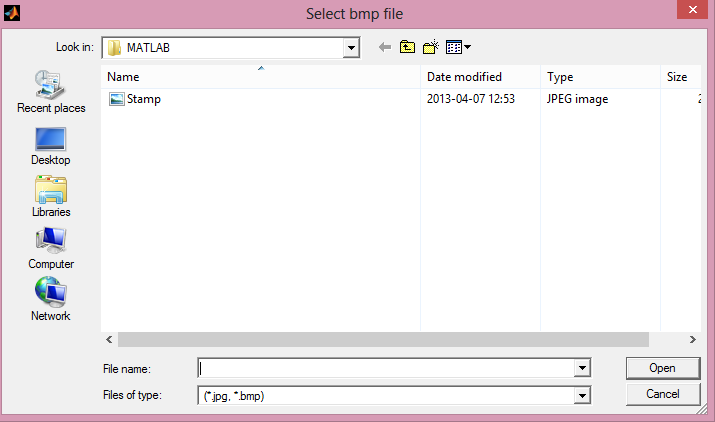 Select bmp file
Look in: MATLAB
Name Date modified Type Size
Stamp 2013-04-07 12:53 JPEG image
Recent places
Desktop
Libraries
Computer
Network
File name: Open
Files of type: (*.jpg, *.bmp) Cancel